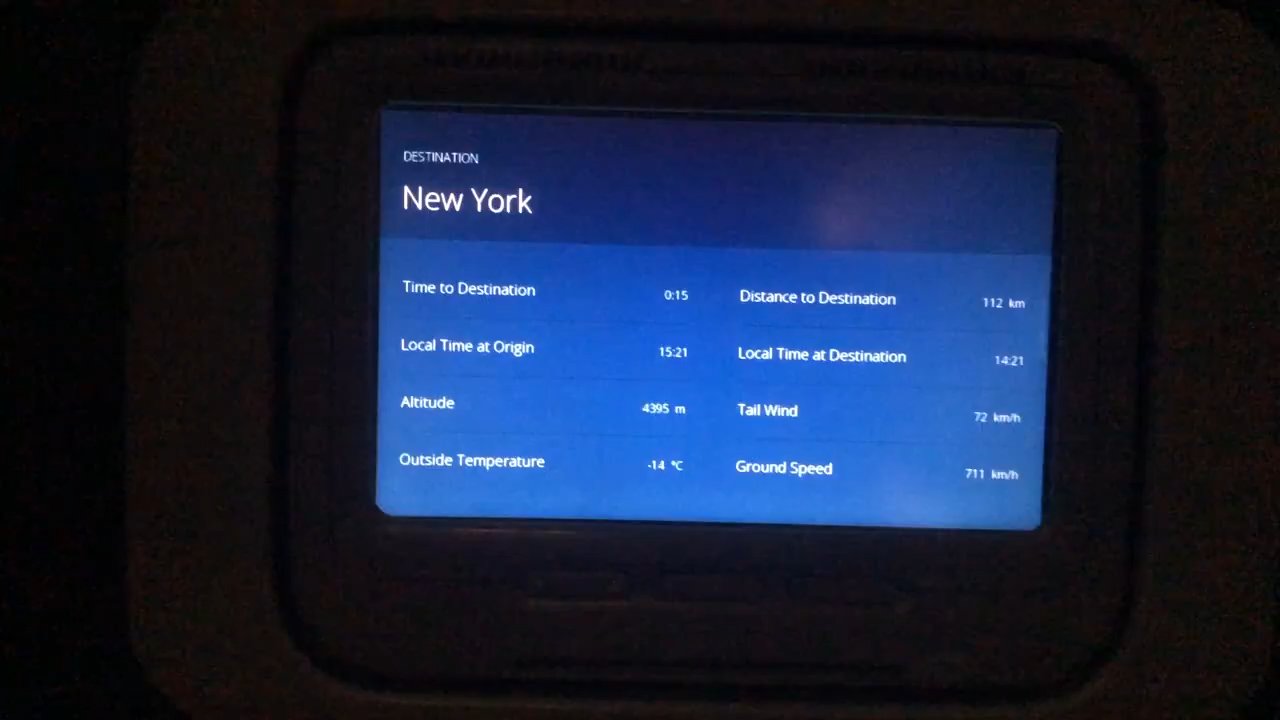 DESTINATION
New York
Time to Destination 0:15
Distance to Destination 112 km
Local Time at Origin 15:21
Local Time at Destination 14:21
Altitude 4395 m
Tail Wind 72 km/h
Outside Temperature -14 °C
Ground Speed 711 km/h